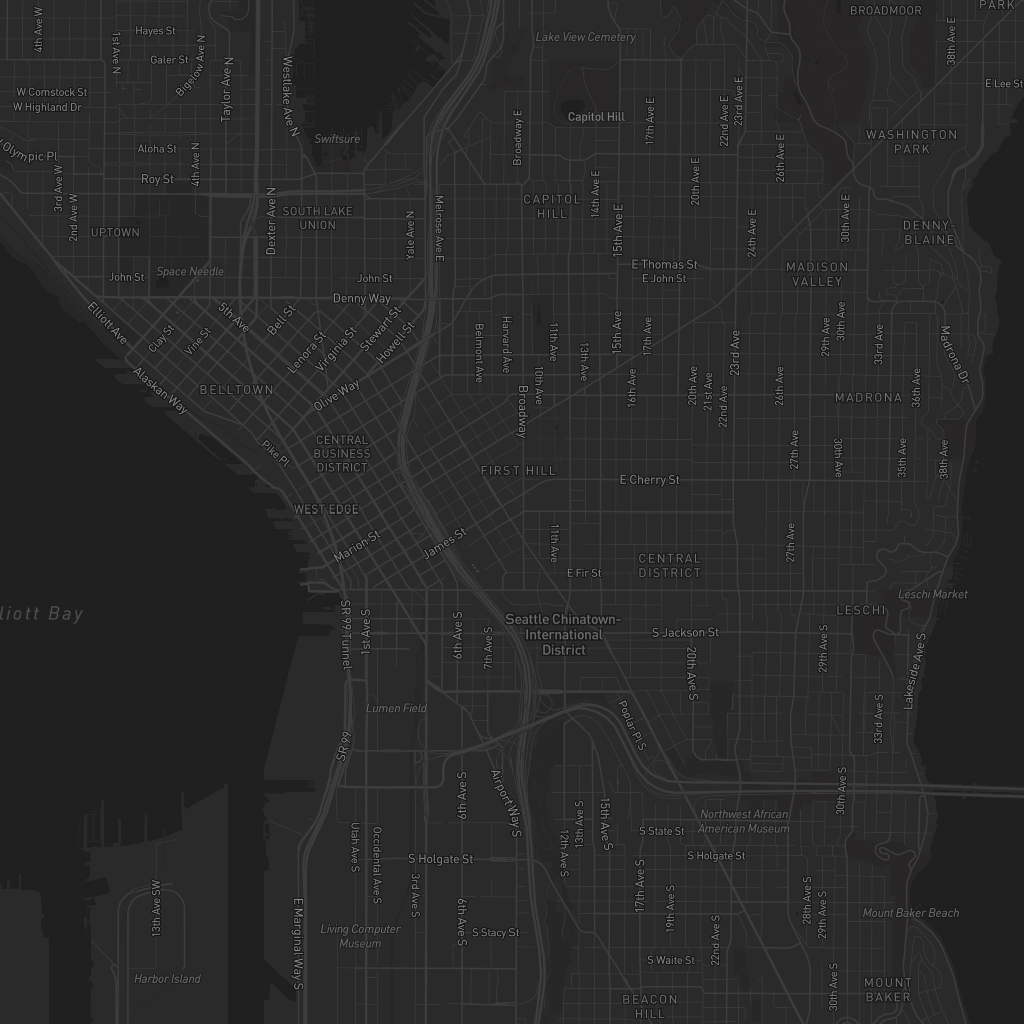 BROADMOOR
PARK
4th Ave W
Hayes St
1st Ave N
Galer St
Bigelow Ave N
Taylor Ave N
Westlake Ave N
Lake View Cemetery
38th Ave E
E Lee St
W Comstock St
W Highland Dr
Capitol Hill
17th Ave E
22nd Ave E
23rd Ave E
Broadway E
Swiftsure
WASHINGTON
PARK
Olympic Pl
Aloha St
4th Ave N
26th Ave E
Roy St
3rd Ave W
2nd Ave W
Dexter Ave N
SOUTH LAKE
UNION
Yale Ave N
Melrose Ave E
CAPITOL
HILL
14th Ave E
15th Ave E
20th Ave E
24th Ave E
30th Ave E
DENNY-
BLAINE
UPTOWN
Space Needle
John St
John St
E Thomas St
E John St
MADISON
VALLEY
Denny Way
Elliott Ave
Clay St
Vine St
5th Ave
Bell St
Lenora St
Virginia St
Stewart St
Howell St
Belmont Ave
Harvard Ave
11th Ave
13th Ave
15th Ave
17th Ave
23rd Ave
29th Ave
30th Ave
33rd Ave
Madrona Dr
Alaskan Way
BELLTOWN
Olive Way
Broadway
10th Ave
16th Ave
20th Ave
21st Ave
22nd Ave
26th Ave
MADRONA
36th Ave
Pike Pl
CENTRAL
BUSINESS
DISTRICT
FIRST HILL
E Cherry St
27th Ave
30th Ave
35th Ave
38th Ave
WEST EDGE
Marion St
James St
11th Ave
27th Ave
E Fir St
CENTRAL
DISTRICT
Leschi Market
LESCHI
liott Bay
SR 99 Tunnel
1st Ave S
6th Ave S
7th Ave S
Seattle Chinatown-
International
District
S Jackson St
20th Ave S
29th Ave S
Lakeside Ave S
Lumen Field
SR 99
Poplar Pl S
33rd Ave S
6th Ave S
Airport Way S
12th Ave S
13th Ave S
15th Ave S
30th Ave S
Northwest African
American Museum
S State St
Utah Ave S
Occidental Ave S
3rd Ave S
S Holgate St
S Holgate St
17th Ave S
19th Ave S
22nd Ave S
28th Ave S
29th Ave S
Mount Baker Beach
13th Ave SW
E Marginal Way S
Living Computer
Museum
6th Ave S
S Stacy St
S Waite St
30th Ave S
Harbor Island
BEACON
HILL
MOUNT
BAKER